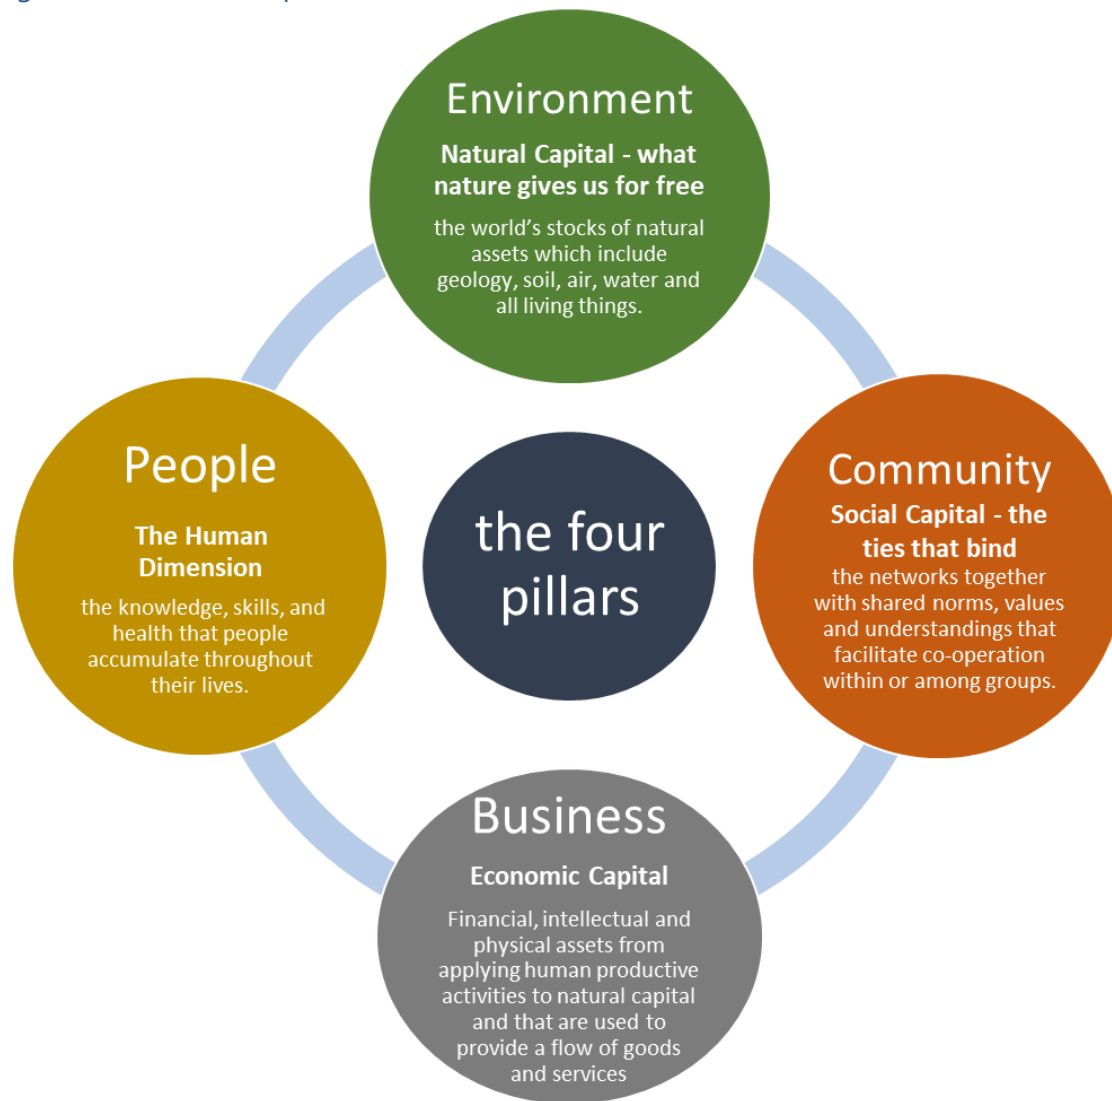 Environment
Natural Capital - what
nature gives us for free
the world's stocks of natural
assets which include
geology, soil, air, water and
all living things.
People
The Human
Dimension
the knowledge, skills, and
health that people
accumulate throughout
their lives.
the four
pillars
Community
Social Capital - the
ties that bind
the networks together
with shared norms, values
and understandings that
facilitate co-operation
within or among groups.
Business
Economic Capital
Financial, intellectual and
physical assets from
applying human productive
activities to natural capital
and that are used to
provide a flow of goods
and services